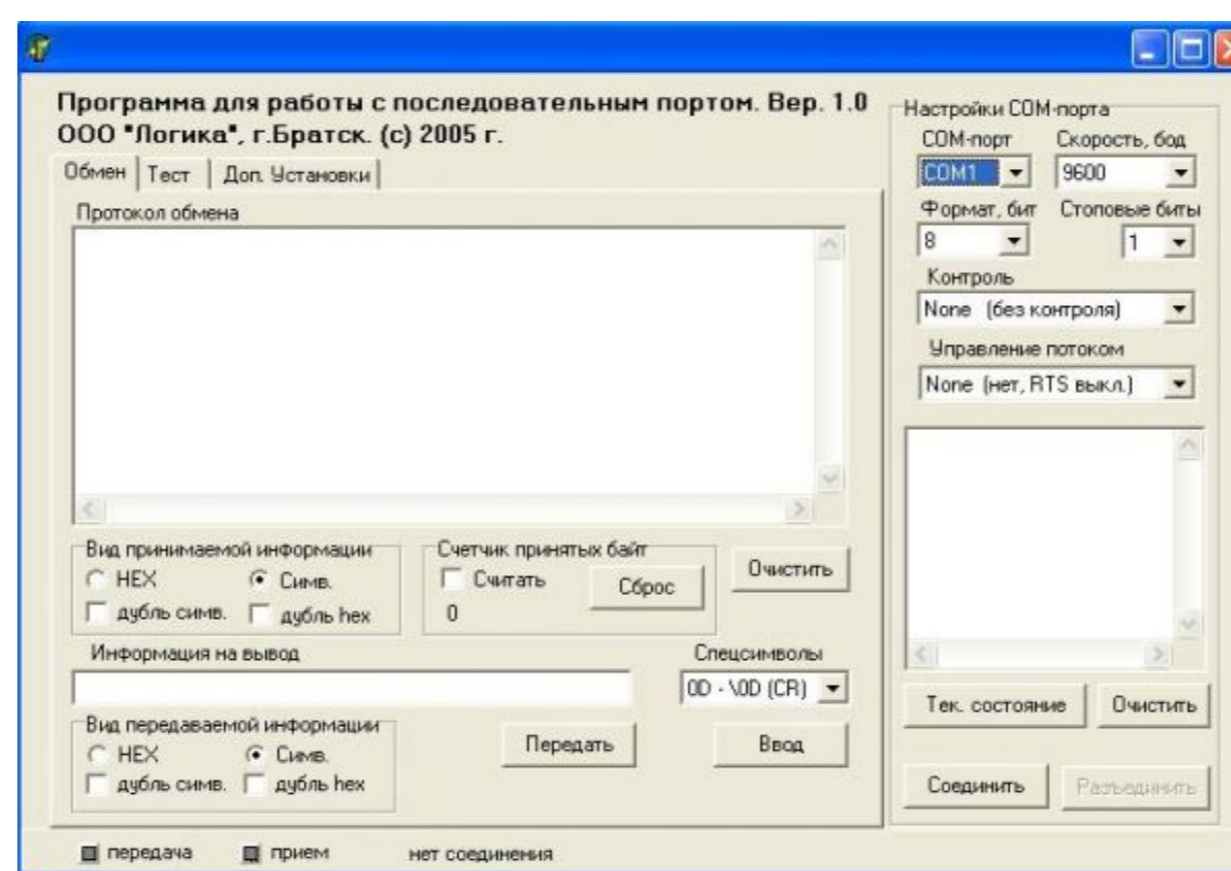 Программа для работы с последовательным портом. Вер. 1.0
ООО "Логика", г.Братск. (с) 2005 г.
Обмен Тест Доп. Установки
Протокол обмена
Вид принимаемой информации
HEX Симв.
дубль симв. дубль hex
Счетчик принятых байт
Считать Сброс
0
Очистить
Информация на вывод
Спецсимволы
0D - \0D (CR)
Вид передаваемой информации
HEX Симв.
дубль симв. дубль hex
Передать Ввод
Настройки COM-порта
COM-порт Скорость, бод
COM1 9600
Формат, бит Стоповые биты
8 1
Контроль
None (без контроля)
Управление потоком
None (нет, RTS выкл.)
Тек. состояние Очистить
Соединить Разъединить
передача прием нет соединения